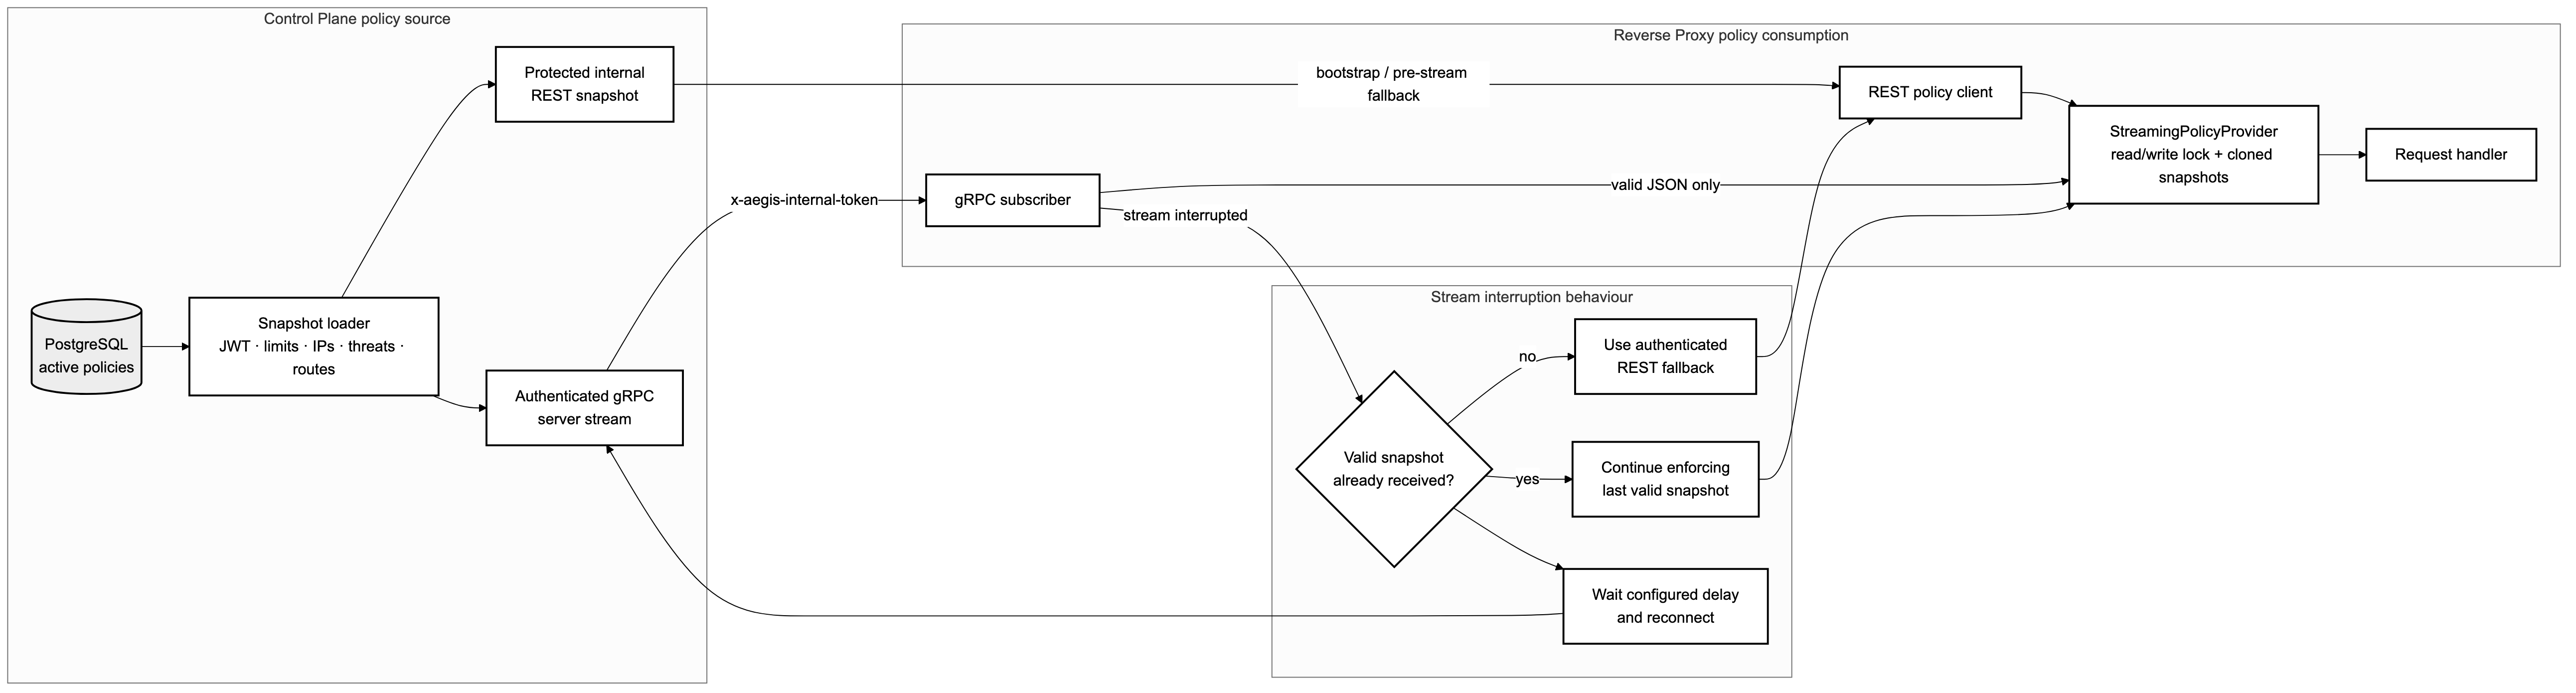 Control Plane policy source
Protected internal
REST snapshot
PostgreSQL
active policies
Snapshot loader
JWT · limits · IPs · threats ·
routes
Authenticated gRPC
server stream
x-aegis-internal-token
Reverse Proxy policy consumption
bootstrap / pre-stream
fallback
REST policy client
gRPC subscriber
valid JSON only
stream interrupted
StreamingPolicyProvider
read/write lock + cloned
snapshots
Request handler
Stream interruption behaviour
Valid snapshot
already received?
no
Use authenticated
REST fallback
yes
Continue enforcing
last valid snapshot
Wait configured delay
and reconnect